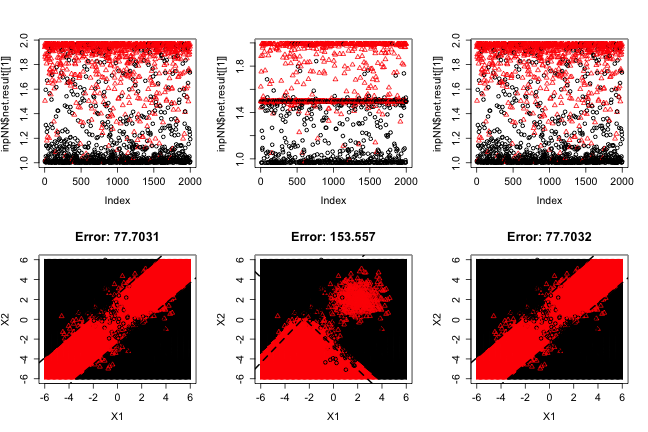 inpNN$net.result[[1]]
1.0 1.2 1.4 1.6 1.8 2.0
0 500 1000 1500 2000
Index
inpNN$net.result[[1]]
1.0 1.4 1.8
0 500 1000 1500 2000
Index
inpNN$net.result[[1]]
1.0 1.2 1.4 1.6 1.8 2.0
0 500 1000 1500 2000
Index
Error: 77.7031
X2
-6 -4 -2 0 2 4 6
-6 -4 -2 0 2 4 6
X1
Error: 153.557
X2
-6 -4 -2 0 2 4 6
-6 -4 -2 0 2 4 6
X1
Error: 77.7032
X2
-6 -4 -2 0 2 4 6
-6 -4 -2 0 2 4 6
X1